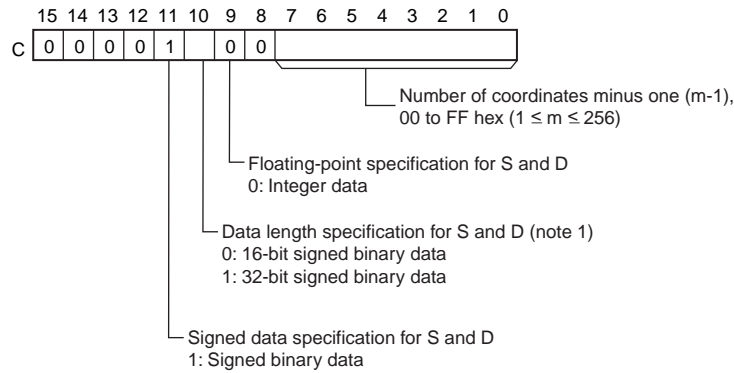 15 14 13 12 11 10 9 8 7 6 5 4 3 2 1 0
C 0 0 0 0 1 0 0
Number of coordinates minus one (m-1),
00 to FF hex (1 ≤ m ≤ 256)
Floating-point specification for S and D
0: Integer data
Data length specification for S and D (note 1)
0: 16-bit signed binary data
1: 32-bit signed binary data
Signed data specification for S and D
1: Signed binary data